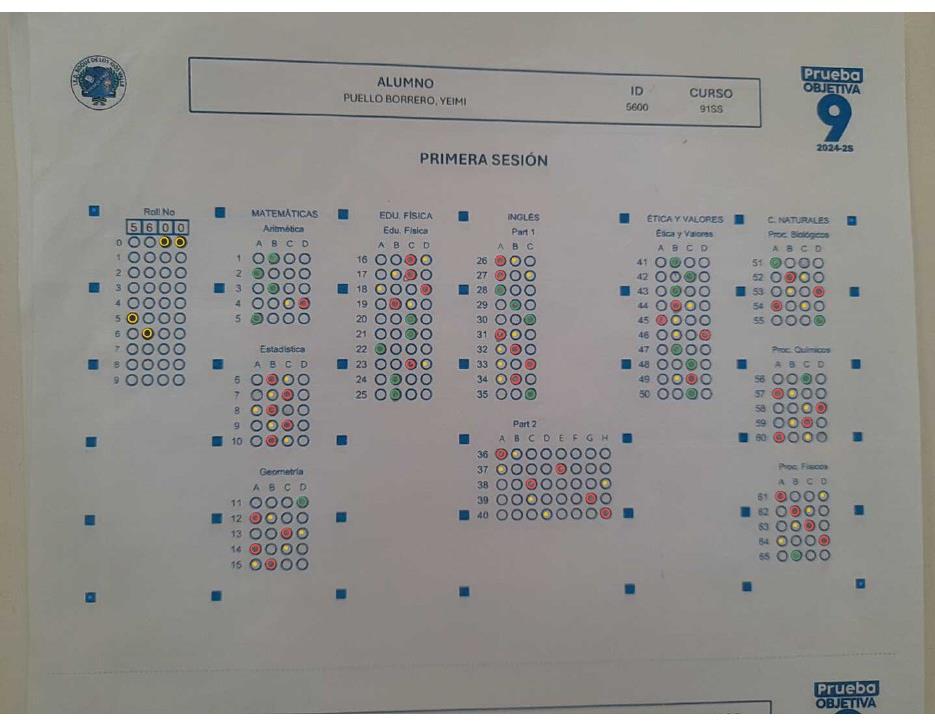 I.E. ROQUE DE LOS RIOS VALLE
ALUMNO
PUELLO BORRERO, YEIMI
ID
5600
CURSO
91SS
Prueba
OBJETIVA
9
2024-2S
PRIMERA SESIÓN
Roll No
5 6 0 0
0
1
2
3
4
5
6
7
8
9
MATEMÁTICAS
Aritmética
A B C D
1
2
3
4
5
Estadística
A B C D
6
7
8
9
10
Geometría
A B C D
11
12
13
14
15
EDU. FÍSICA
Edu. Física
A B C D
16
17
18
19
20
21
22
23
24
25
INGLÉS
Part 1
A B C
26
27
28
29
30
31
32
33
34
35
Part 2
A B C D E F G H
36
37
38
39
40
ÉTICA Y VALORES
Ética y Valores
A B C D
41
42
43
44
45
46
47
48
49
50
C. NATURALES
Proc. Biológicos
A B C D
51
52
53
54
55
Proc. Químicos
A B C D
56
57
58
59
60
Proc. Físicos
A B C D
61
62
63
64
65
Prueba
OBJETIVA